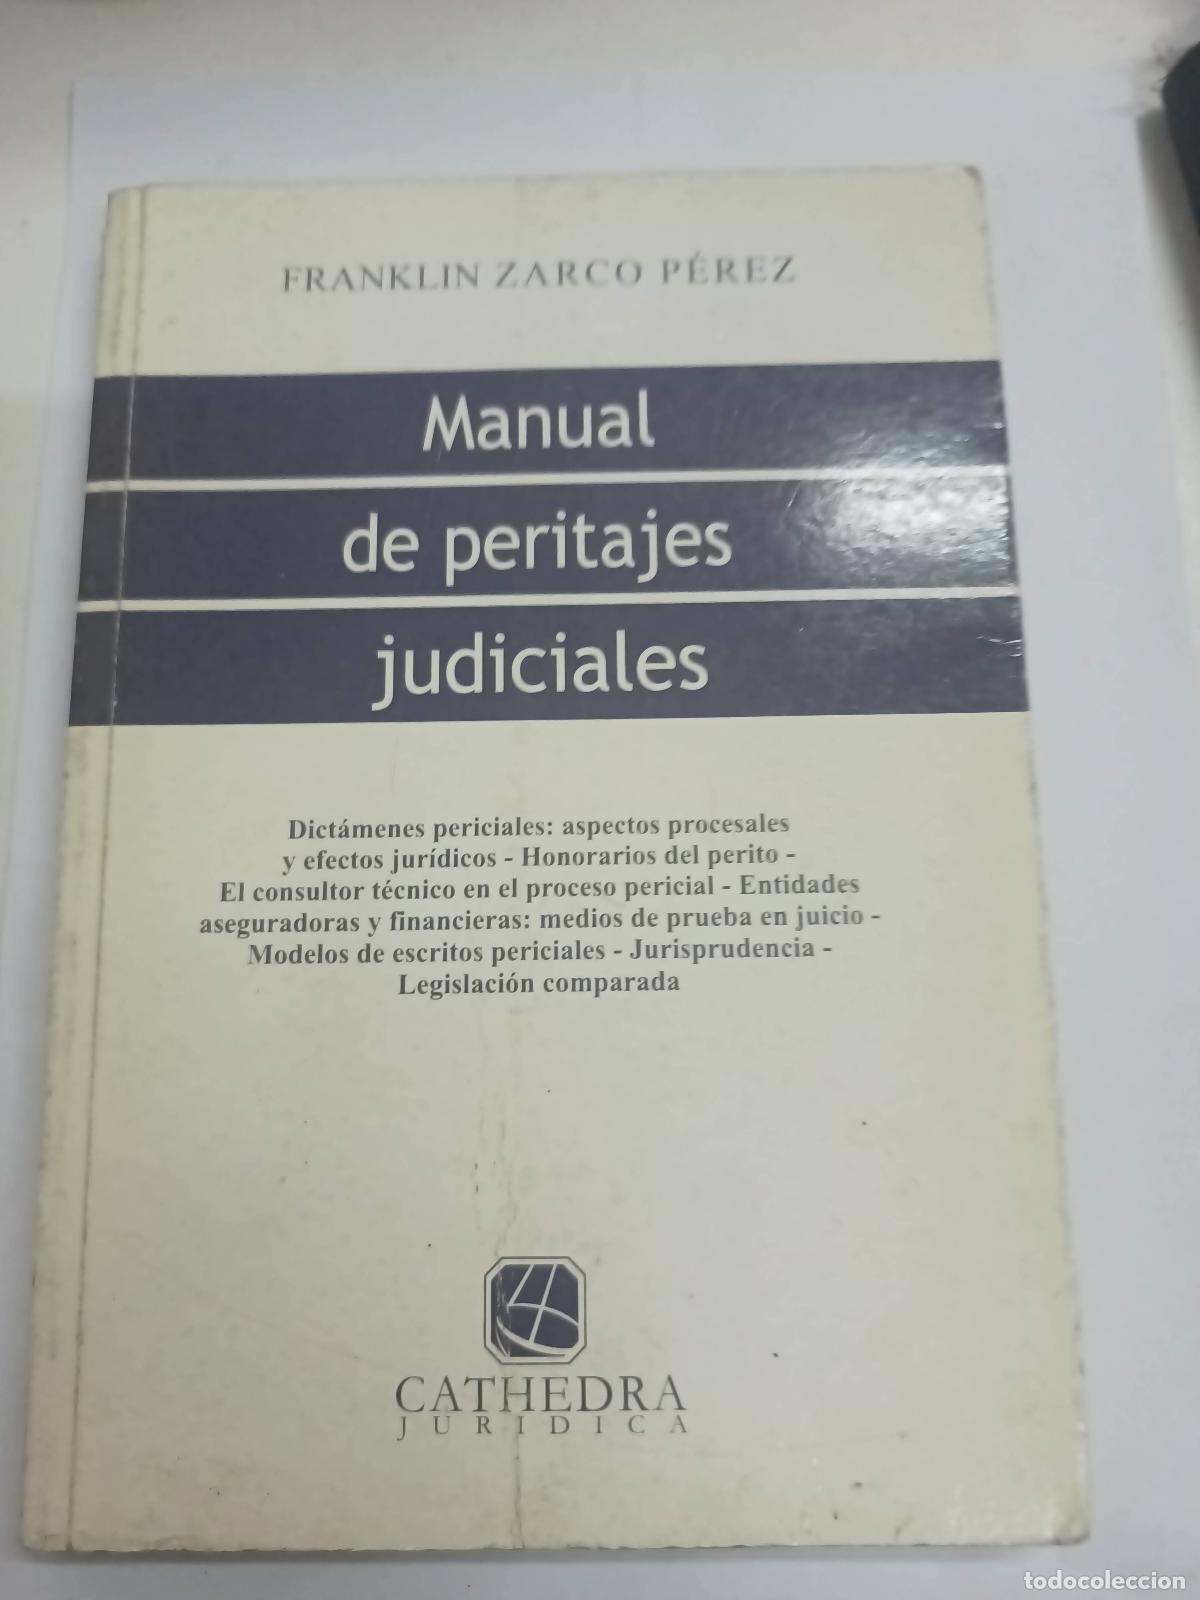 FRANKLIN ZARCO PÉREZ
Manual
de peritajes
judiciales
Dictámenes periciales: aspectos procesales
y efectos jurídicos - Honorarios del perito -
El consultor técnico en el proceso pericial - Entidades
aseguradoras y financieras: medios de prueba en juicio -
Modelos de escritos periciales - Jurisprudencia -
Legislación comparada
CATHEDRA
JURIDICA
todocoleccion